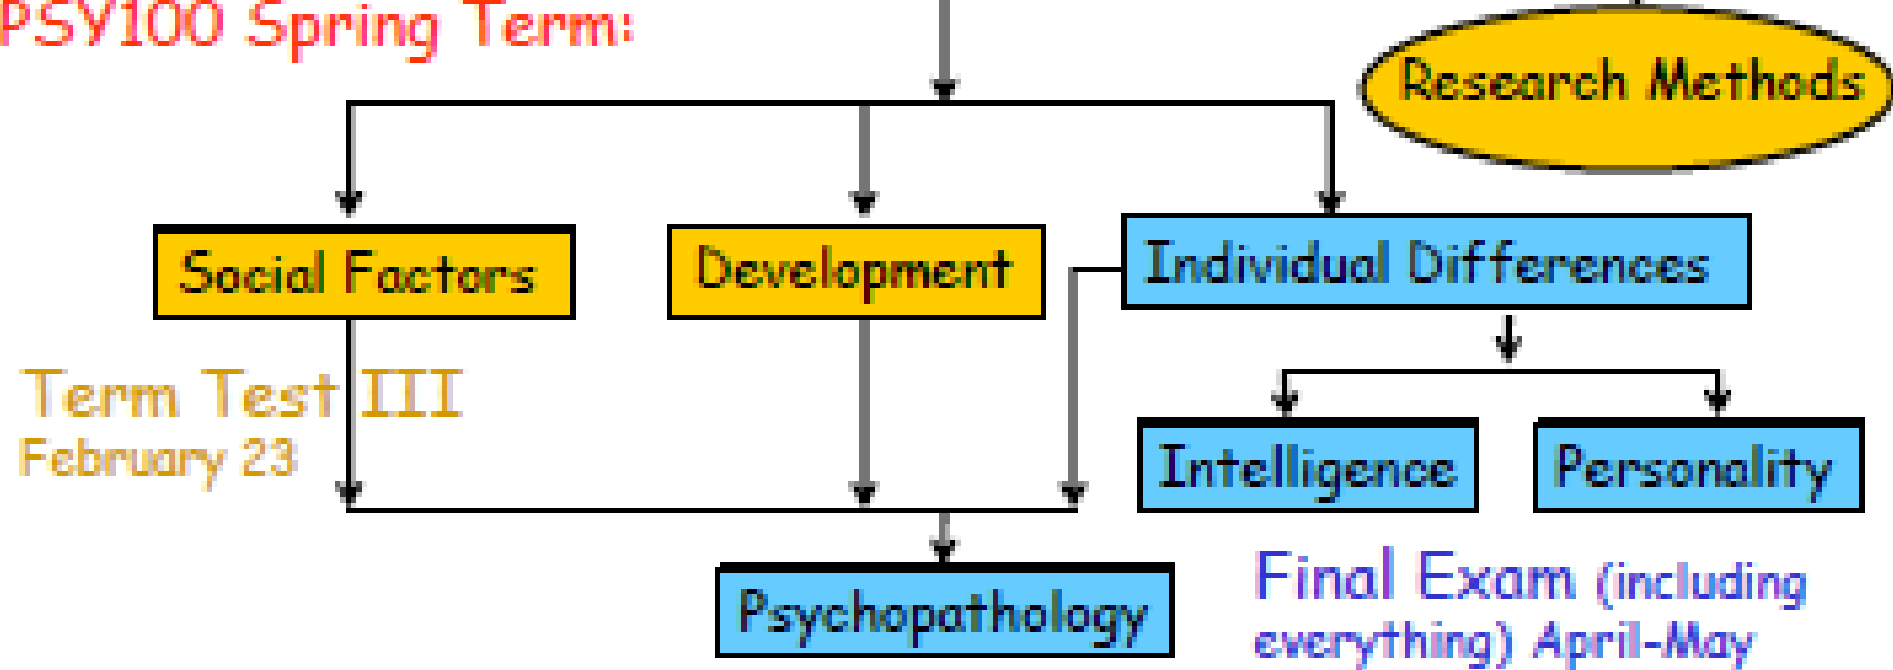 PSY100 Spring Term:
Research Methods
Social Factors
Development
Individual Differences
Term Test III
February 23
Intelligence
Personality
Psychopathology
Final Exam (including
everything) April-May